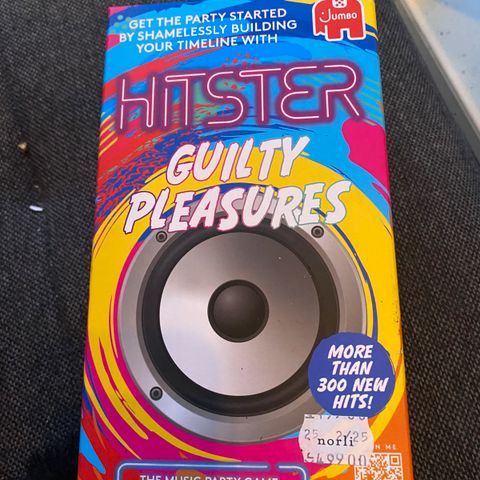 Jumbo
GET THE PARTY STARTED
BY SHAMELESSLY BUILDING
YOUR TIMELINE WITH
HITSTER
GUILTY
PLEASURES
MORE
THAN
300 NEW
HITS!
norli
ME
THE MUSIC PARTY GAME